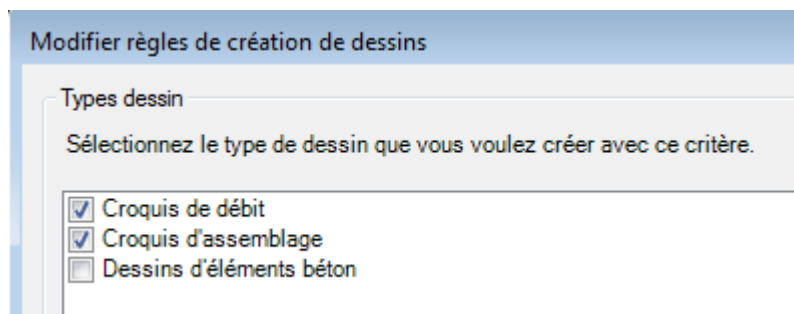 Modifier règles de création de dessins
Types dessin
Sélectionnez le type de dessin que vous voulez créer avec ce critère.
Croquis de débit
Croquis d'assemblage
Dessins d'éléments béton